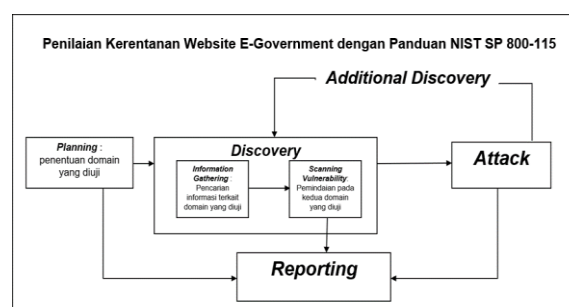 Penilaian Kerentanan Website E-Government dengan Panduan NIST SP 800-115
Additional Discovery
Planning :
penentuan domain
yang diuji
Discovery
Information
Gathering :
Pencarian
informasi terkait
domain yang diuji
Scanning
Vulnerability:
Pemindaian pada
kedua domain
yang diuji
Attack
Reporting